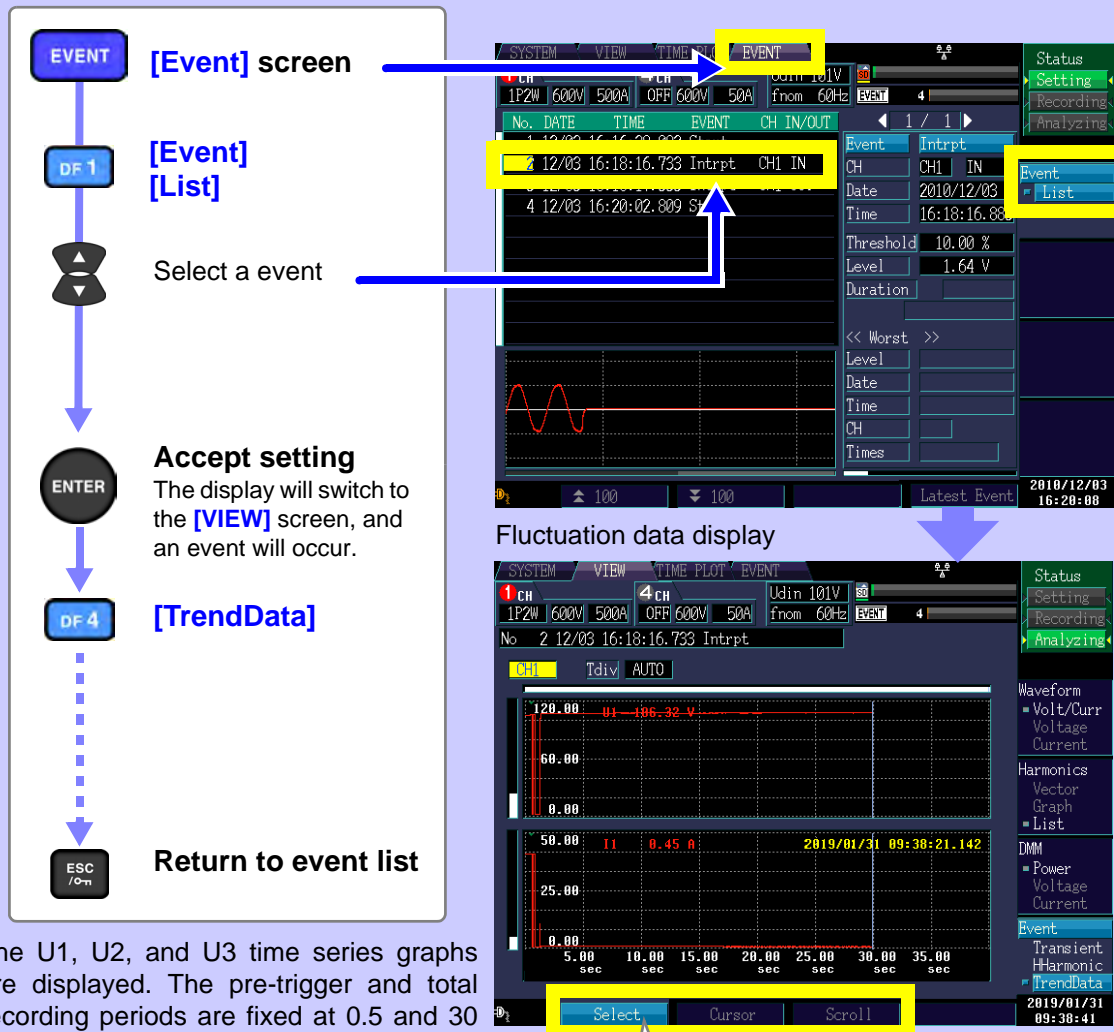 EVENT
[Event] screen
DF 1
[Event]
[List]
Select a event
ENTER
Accept setting
The display will switch to
the [VIEW] screen, and
an event will occur.
DF 4
[TrendData]
ESC
Return to event list
SYSTEM VIEW TIME PLOT EVENT
1 CH 4 CH Udin 101V SD
1P2W 600V 500A OFF 600V 50A fnom 60Hz EVENT 4
No. DATE TIME EVENT CH IN/OUT
2 12/03 16:18:16.733 Intrpt CH1 IN
4 12/03 16:20:02.809
1 / 1
Event Intrpt
CH CH1 IN
Date 2010/12/03
Time
Threshold 10.00 %
Level 1.64 V
Duration
<< Worst >>
Level
Date
Time
CH
Times
Status
Setting
Recording
Analyzing
Event
List
100 100 Latest Event
2010/12/03
16:20:08
Fluctuation data display
SYSTEM VIEW TIME PLOT EVENT
1 CH 4 CH Udin 101V SD
1P2W 600V 500A OFF 600V 50A fnom 60Hz EVENT 4
No 2 12/03 16:18:16.733 Intrpt
CH1 Tdiv AUTO
120.00 U1
60.00
0.00
50.00 I1 0.45 A 2019/01/31 09:38:21.142
25.00
0.00
5.00 10.00 15.00 20.00 25.00 30.00 35.00
sec sec sec sec sec sec sec
Status
Setting
Recording
Analyzing
Waveform
Volt/Curr
Voltage
Current
Harmonics
Vector
Graph
List
DMM
Power
Voltage
Current
Event
Transient
HHarmonic
TrendData
Select Cursor Scroll
2019/01/31
09:38:41
he U1, U2, and U3 time series graphs
re displayed. The pre-trigger and total
ecording periods are fixed at 0.5 and 30